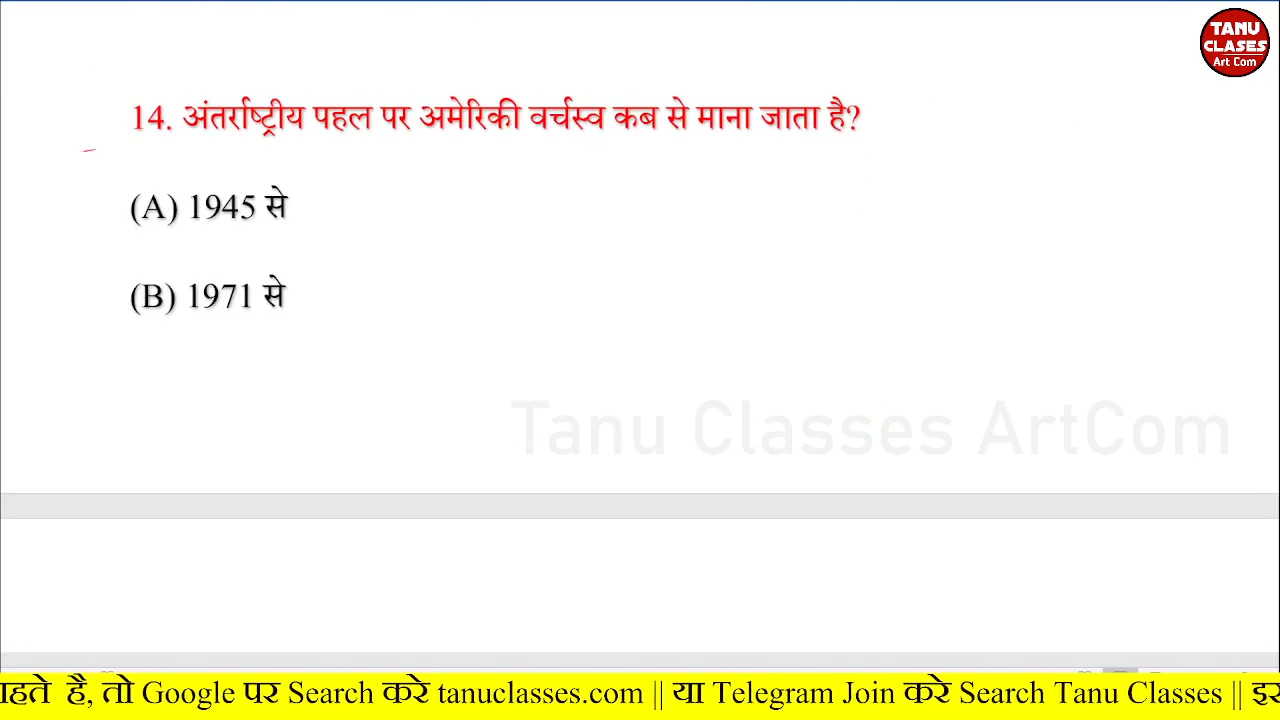 TANU
CLASES
Art Com
14. अंतर्राष्ट्रीय पहल पर अमेरिकी वर्चस्व कब से माना जाता है?
(A) 1945 से
(B) 1971 से
Tanu Classes ArtCom
हते है, तो Google पर Search करे tanuclasses.com || या Telegram Join करे Search Tanu Classes ||